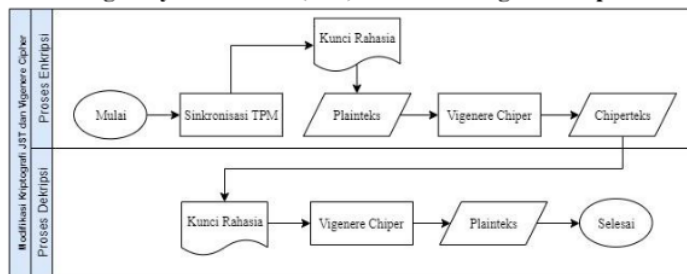 Modifikasi Kriptografi JST dan Vigenere Cipher
Proses Enkripsi
Mulai
Sinkronisasi TPM
Kunci Rahasia
Plainteks
Vigenere Chiper
Chiperteks
Proses Dekripsi
Kunci Rahasia
Vigenere Chiper
Plainteks
Selesai